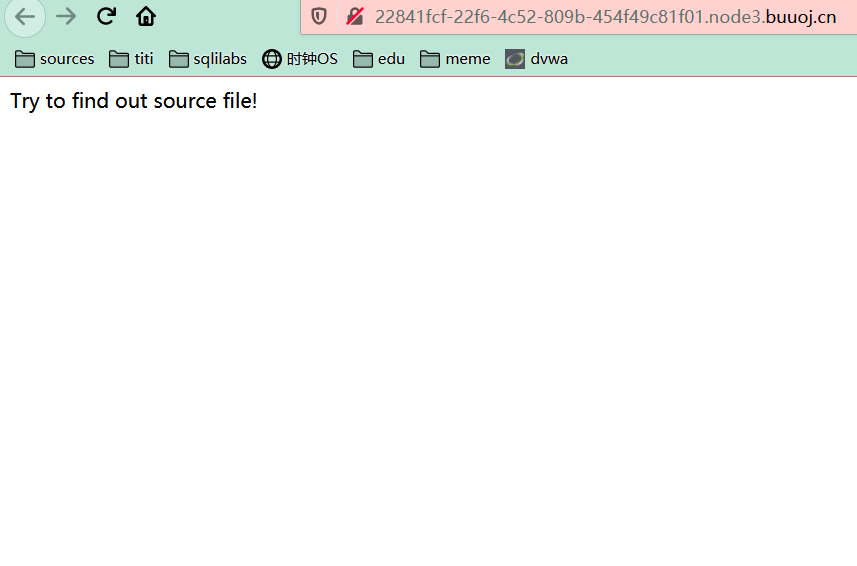 22841fcf-22f6-4c52-809b-454f49c81f01.node3.buuoj.cn
sources titi sqlilabs 时钟OS edu meme dvwa
Try to find out source file!